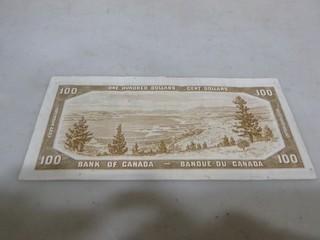 100 ONE HUNDRED DOLLARS CENT DOLLARS 100
100 BANK OF CANADA — BANQUE DU CANADA 100